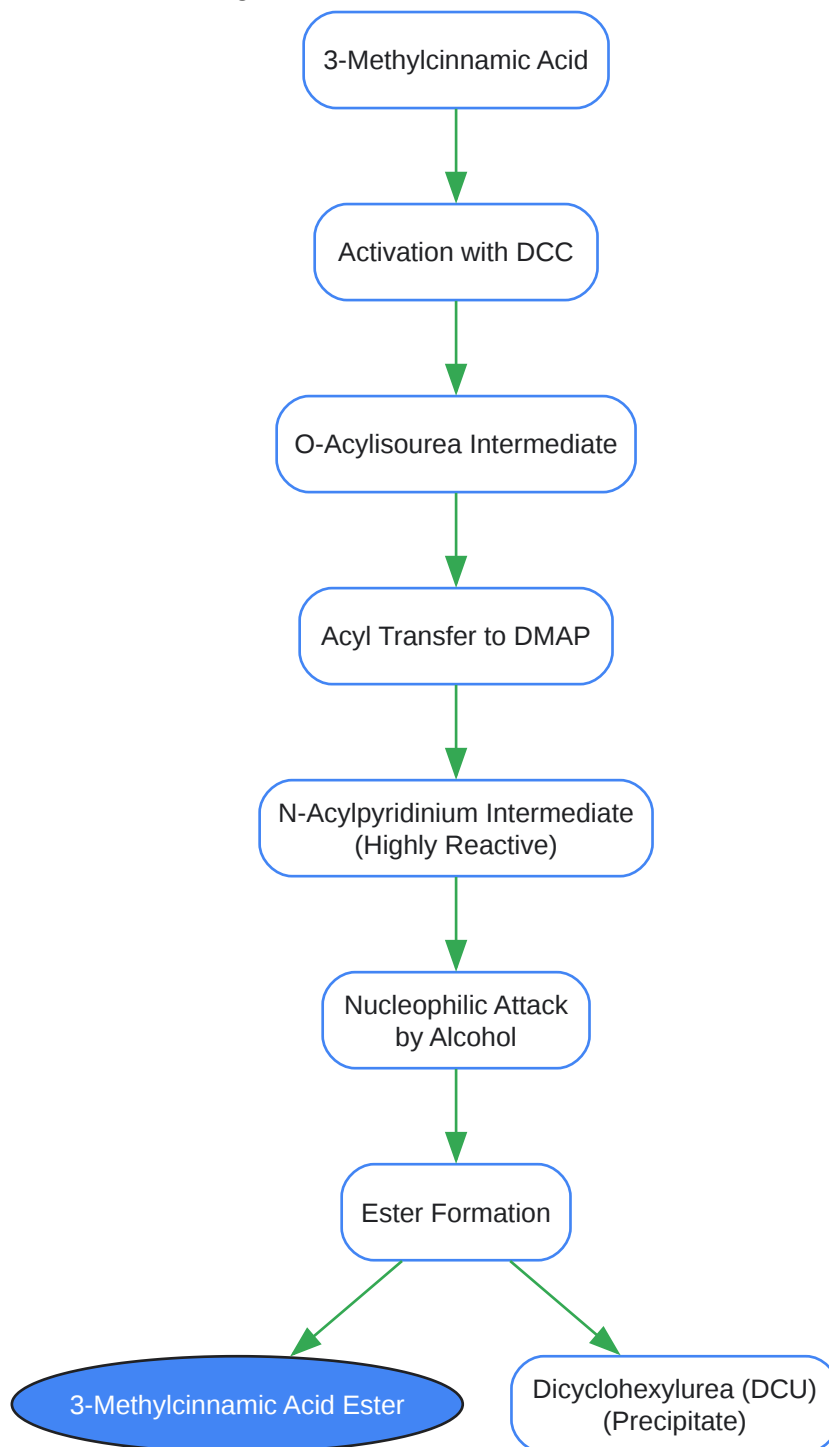 3-Methylcinnamic Acid
Activation with DCC
O-Acylisourea Intermediate
Acyl Transfer to DMAP
N-Acylpyridinium Intermediate
(Highly Reactive)
Nucleophilic Attack
by Alcohol
Ester Formation
3-Methylcinnamic Acid Ester
Dicyclohexylurea (DCU)
(Precipitate)